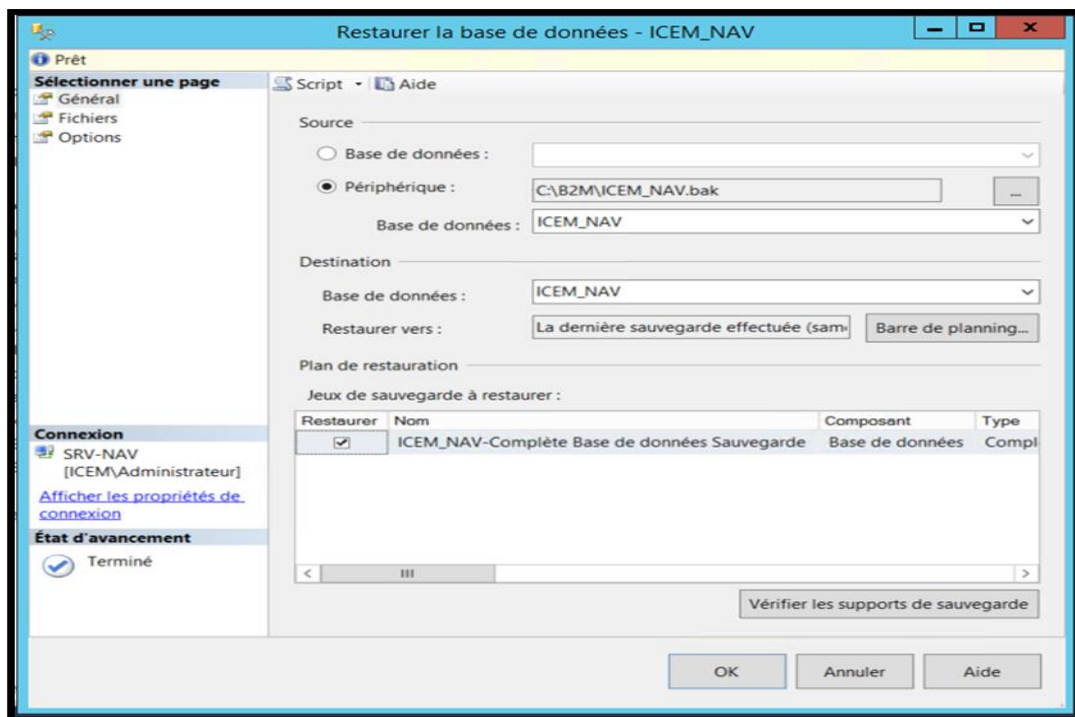 Restaurer la base de données - ICEM_NAV
Prêt
Sélectionner une page
Général
Fichiers
Options
Script
Aide
Source
Base de données :
Périphérique :
C:\B2M\ICEM_NAV.bak
...
Base de données :
ICEM_NAV
Destination
Base de données :
ICEM_NAV
Restaurer vers :
La dernière sauvegarde effectuée (same
Barre de planning...
Plan de restauration
Jeux de sauvegarde à restaurer :
Restaurer Nom Composant Type
ICEM_NAV-Complète Base de données Sauvegarde Base de données Compl
Connexion
SRV-NAV
[ICEM\Administrateur]
Afficher les propriétés de
connexion
État d'avancement
Terminé
Vérifier les supports de sauvegarde
OK
Annuler
Aide